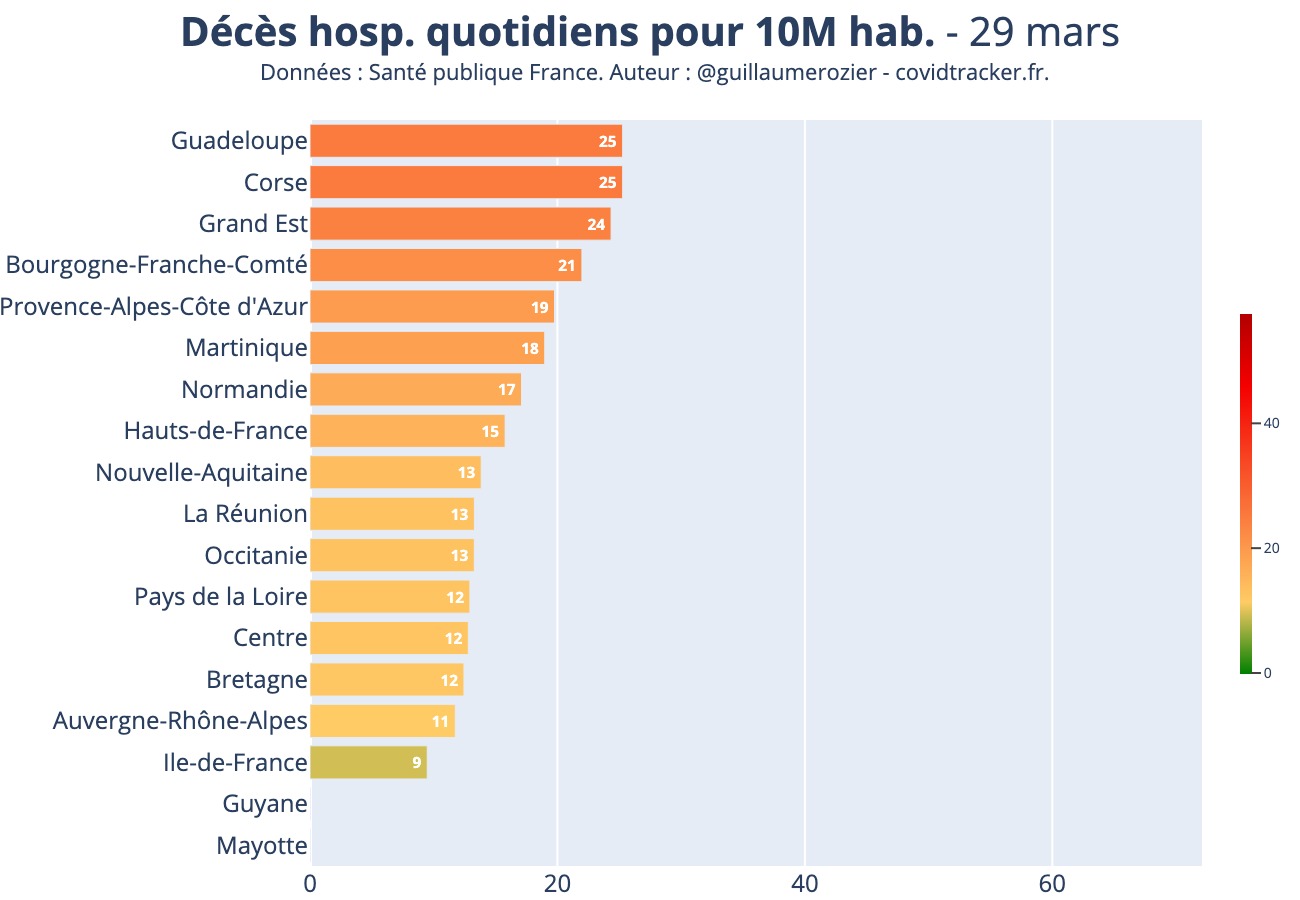 Décès hosp. quotidiens pour 10M hab. - 29 mars
Données : Santé publique France. Auteur : @guillaumerozier - covidtracker.fr.
Guadeloupe 25
Corse 25
Grand Est 24
Bourgogne-Franche-Comté 21
Provence-Alpes-Côte d'Azur 19
Martinique 18
Normandie 17
Hauts-de-France 15
Nouvelle-Aquitaine 13
La Réunion 13
Occitanie 13
Pays de la Loire 12
Centre 12
Bretagne 12
Auvergne-Rhône-Alpes 11
Ile-de-France 9
Guyane
Mayotte
0 20 40 60
40
20
0